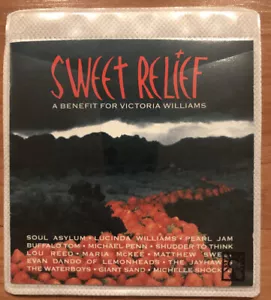 SWEET RELIEF
A BENEFIT FOR VICTORIA WILLIAMS
SOUL ASYLUM • LUCINDA WILLIAMS • PEARL JAM
BUFFALO TOM • MICHAEL PENN • SHUDDER TO THINK
LOU REED • MARIA MCKEE • MATTHEW SWEET
EVAN DANDO OF LEMONHEADS • THE JAYHAWKS
THE WATERBOYS • GIANT SAND • MICHELLE SHOCKED